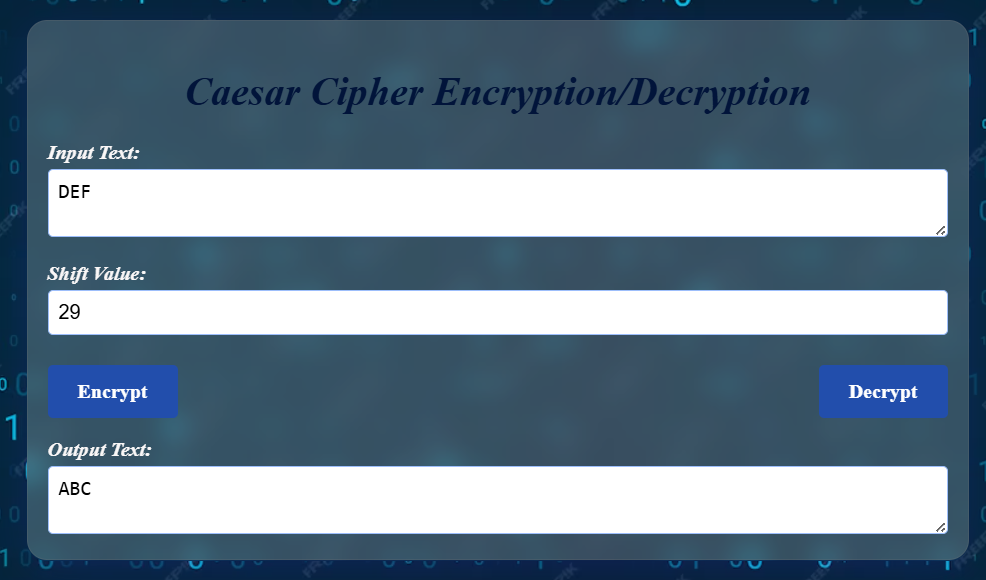 Caesar Cipher Encryption/Decryption
Input Text:
DEF
Shift Value:
29
Encrypt Decrypt
Output Text:
ABC